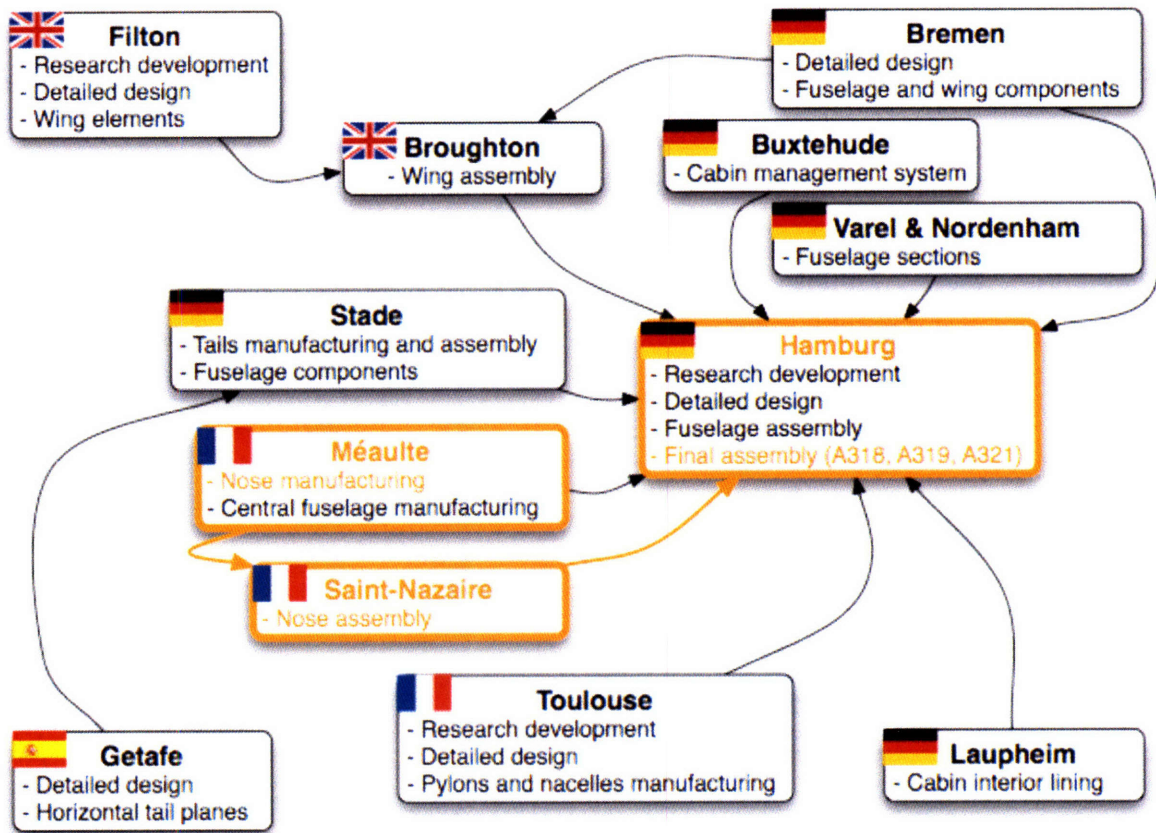 Filton
- Research development
- Detailed design
- Wing elements
Bremen
- Detailed design
- Fuselage and wing components
Broughton
- Wing assembly
Buxtehude
- Cabin management system
Varel & Nordenham
- Fuselage sections
Stade
- Tails manufacturing and assembly
- Fuselage components
Hamburg
- Research development
- Detailed design
- Fuselage assembly
- Final assembly (A318, A319, A321)
Méaulte
- Nose manufacturing
- Central fuselage manufacturing
Saint-Nazaire
- Nose assembly
Toulouse
- Research development
- Detailed design
- Pylons and nacelles manufacturing
Getafe
- Detailed design
- Horizontal tail planes
Laupheim
- Cabin interior lining